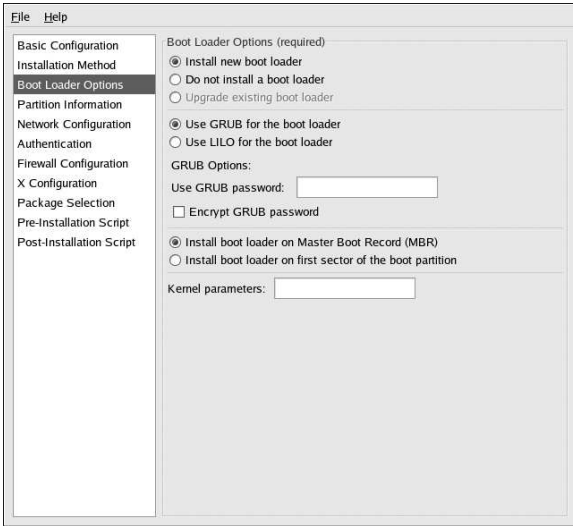 File Help
Basic Configuration
Installation Method
Boot Loader Options
Partition Information
Network Configuration
Authentication
Firewall Configuration
X Configuration
Package Selection
Pre-Installation Script
Post-Installation Script
Boot Loader Options (required)
Install new boot loader
Do not install a boot loader
Upgrade existing boot loader
Use GRUB for the boot loader
Use LILO for the boot loader
GRUB Options:
Use GRUB password:
Encrypt GRUB password
Install boot loader on Master Boot Record (MBR)
Install boot loader on first sector of the boot partition
Kernel parameters: